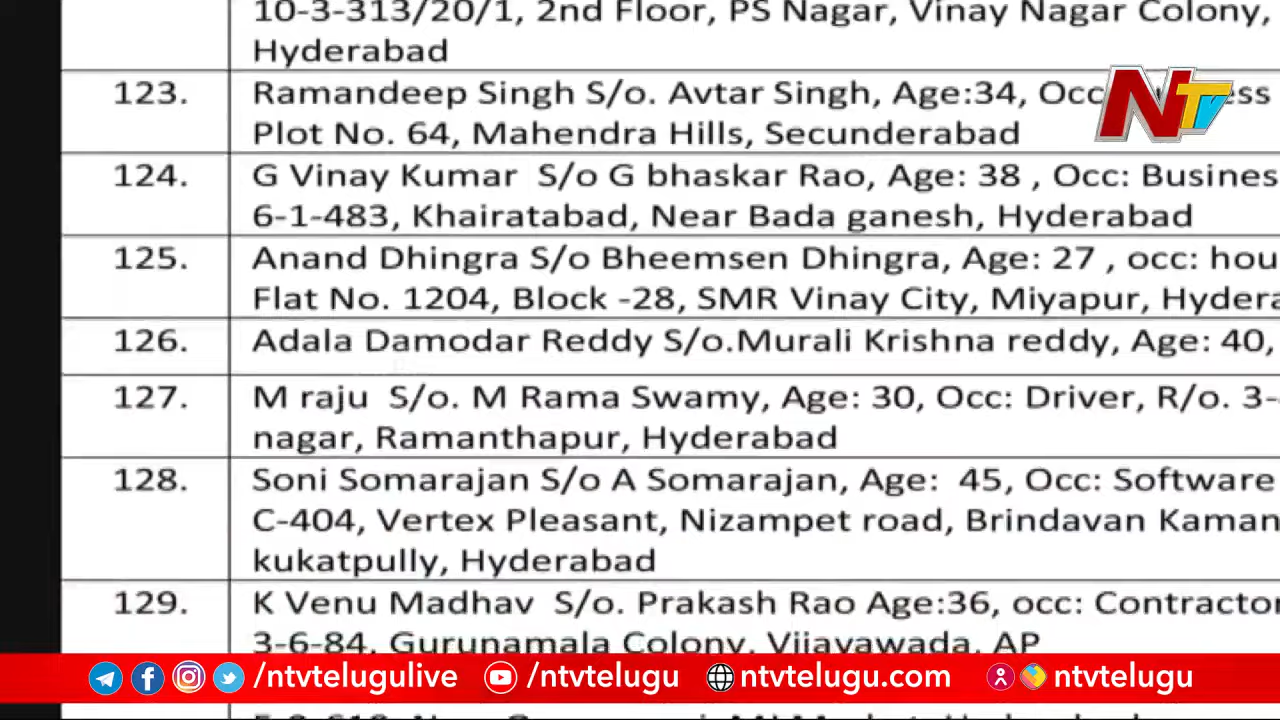 10-3-313/20/1, 2nd Floor, PS Nagar, Vinay Nagar Colony,
Hyderabad
123. Ramandeep Singh S/o. Avtar Singh, Age:34, Occ
Plot No. 64, Mahendra Hills, Secunderabad
NTV
124. G Vinay Kumar S/o G bhaskar Rao, Age: 38 , Occ: Busines
6-1-483, Khairatabad, Near Bada ganesh, Hyderabad
125. Anand Dhingra S/o Bheemsen Dhingra, Age: 27 , occ: hou
Flat No. 1204, Block -28, SMR Vinay City, Miyapur, Hydera
126. Adala Damodar Reddy S/o.Murali Krishna reddy, Age: 40,
127. M raju S/o. M Rama Swamy, Age: 30, Occ: Driver, R/o. 3-
nagar, Ramanthapur, Hyderabad
128. Soni Somarajan S/o A Somarajan, Age: 45, Occ: Software
C-404, Vertex Pleasant, Nizampet road, Brindavan Kaman
kukatpully, Hyderabad
129. K Venu Madhav S/o. Prakash Rao Age:36, occ: Contractor
3-6-84, Gurunamala Colony, Vijayawada, AP
/ntvtelugulive /ntvtelugu ntvtelugu.com ntvtelugu